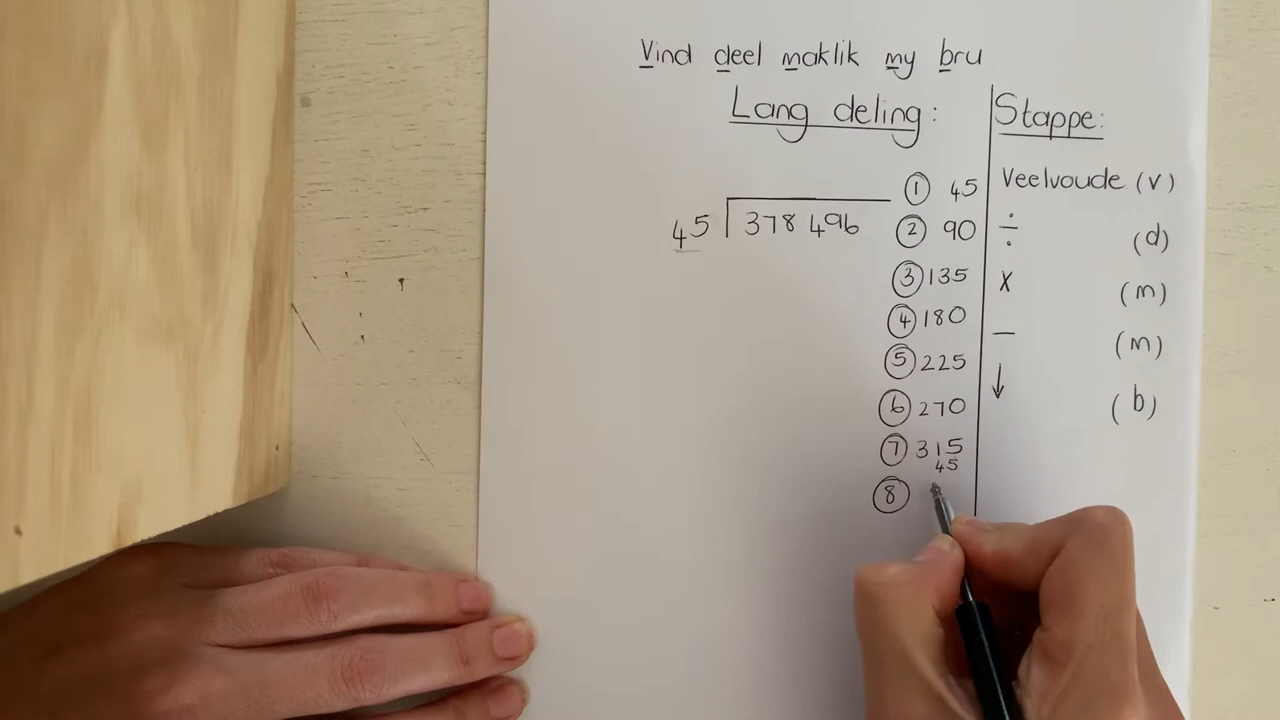 Vind deel maklik my bru
Lang deling:
Stappe:
45 378 496
① 45
② 90
③ 135
④ 180
⑤ 225
⑥ 270
⑦ 315
45
⑧
Veelvoude (v)
÷ (d)
x (m)
— (m)
↓ (b)